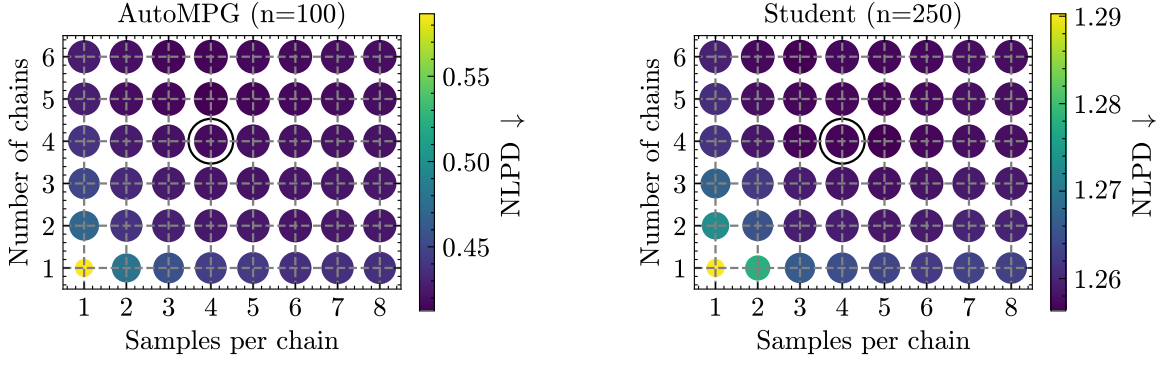 AutoMPG (n=100)
Number of chains
6
5
4
3
2
1
1 2 3 4 5 6 7 8
Samples per chain
0.55
0.50
0.45
NLPD ↓
Student (n=250)
Number of chains
6
5
4
3
2
1
1 2 3 4 5 6 7 8
Samples per chain
1.29
1.28
1.27
1.26
NLPD ↓